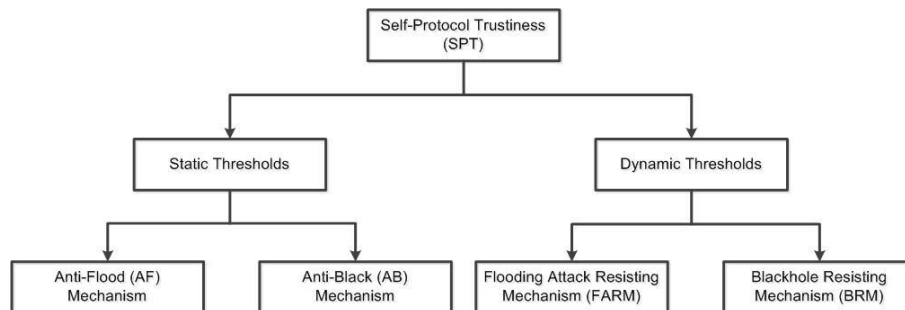 Self-Protocol Trustiness
(SPT)
Static Thresholds
Dynamic Thresholds
Anti-Flood (AF)
Mechanism
Anti-Black (AB)
Mechanism
Flooding Attack Resisting
Mechanism (FARM)
Blackhole Resisting
Mechanism (BRM)